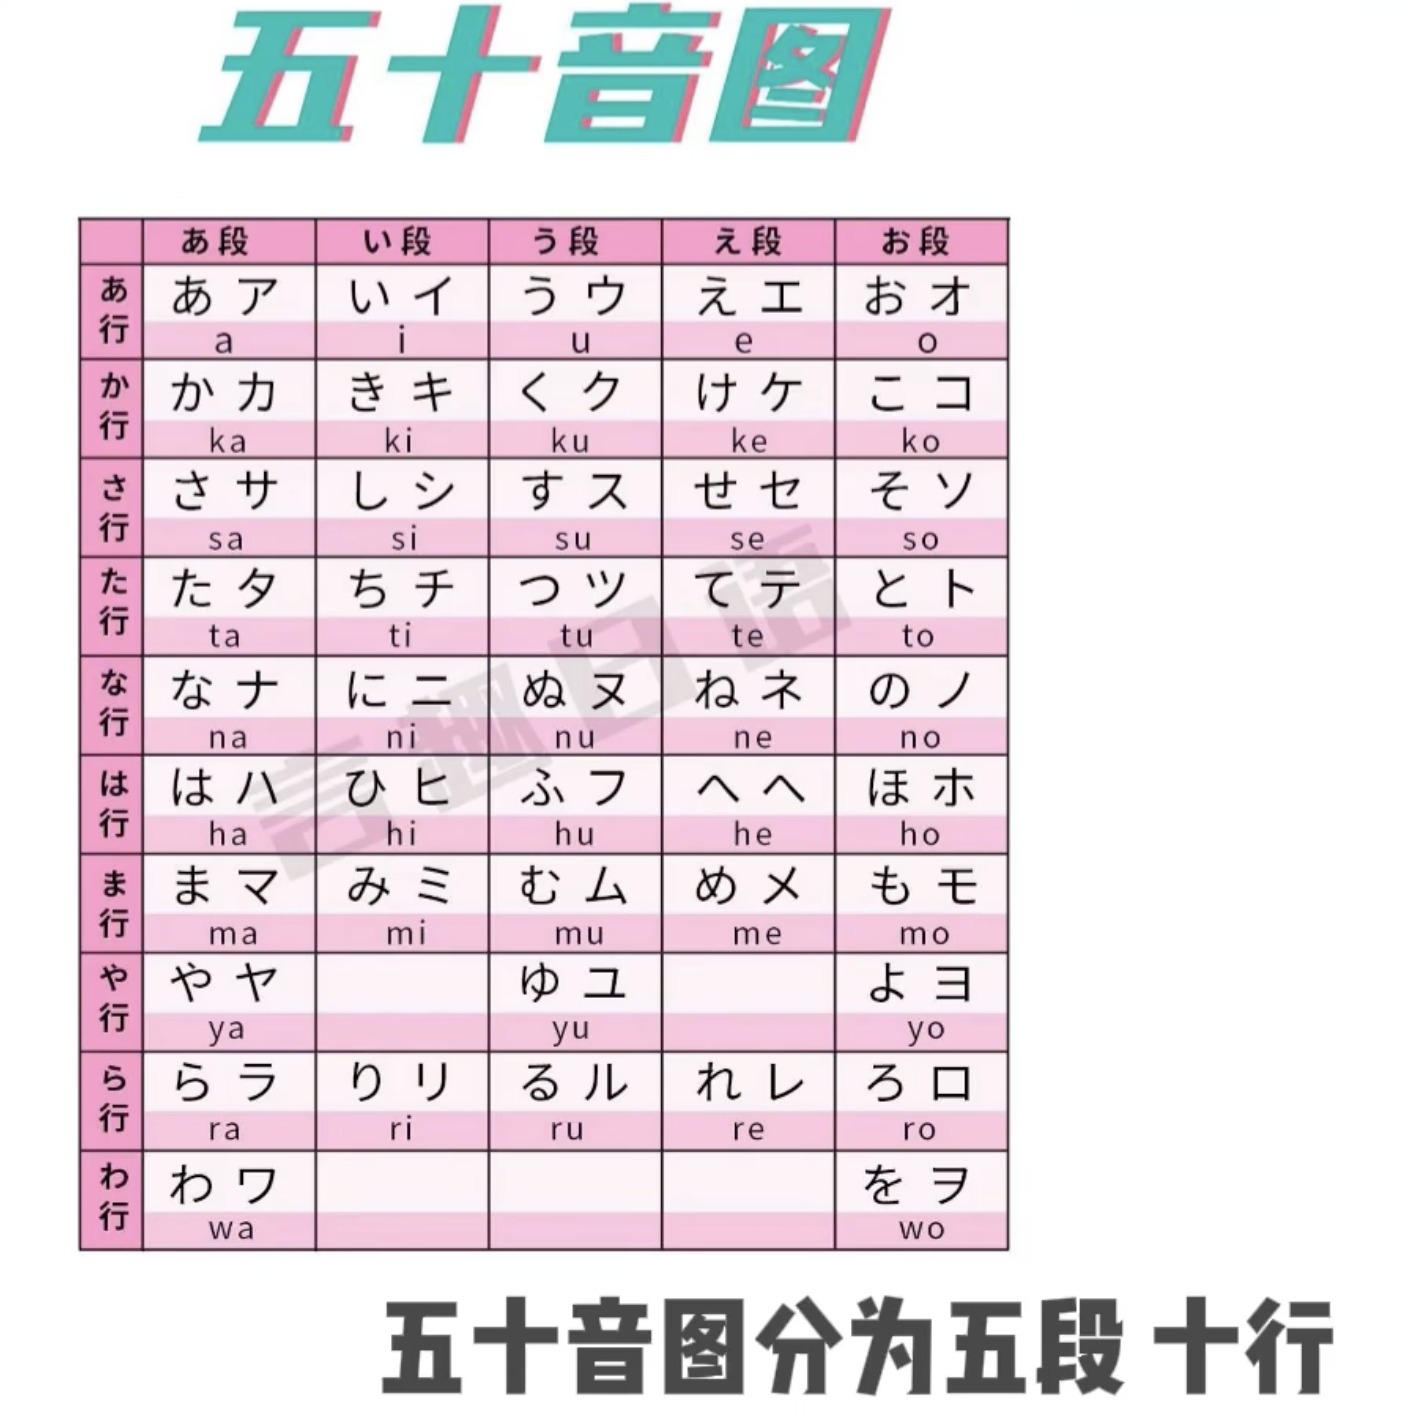 五十音图
あ段 い段 う段 え段 お段
あ行 あ ア い イ う ウ え エ お オ
a i u e o
か行 か カ き キ く ク け ケ こ コ
ka ki ku ke ko
さ行 さ サ し シ す ス せ セ そ ソ
sa si su se so
た行 た タ ち チ つ ツ て テ と ト
ta ti tu te to
な行 な ナ に ニ ぬ ヌ ね ネ の ノ
na ni nu ne no
は行 は ハ ひ ヒ ふ フ へ ヘ ほ ホ
ha hi hu he ho
ま行 ま マ み ミ む ム め メ も モ
ma mi mu me mo
や行 や ヤ ゆ ユ よ ヨ
ya yu yo
ら行 ら ラ り リ る ル れ レ ろ ロ
ra ri ru re ro
わ行 わ ワ を ヲ
wa wo
言趣日语
五十音图分为五段 十行